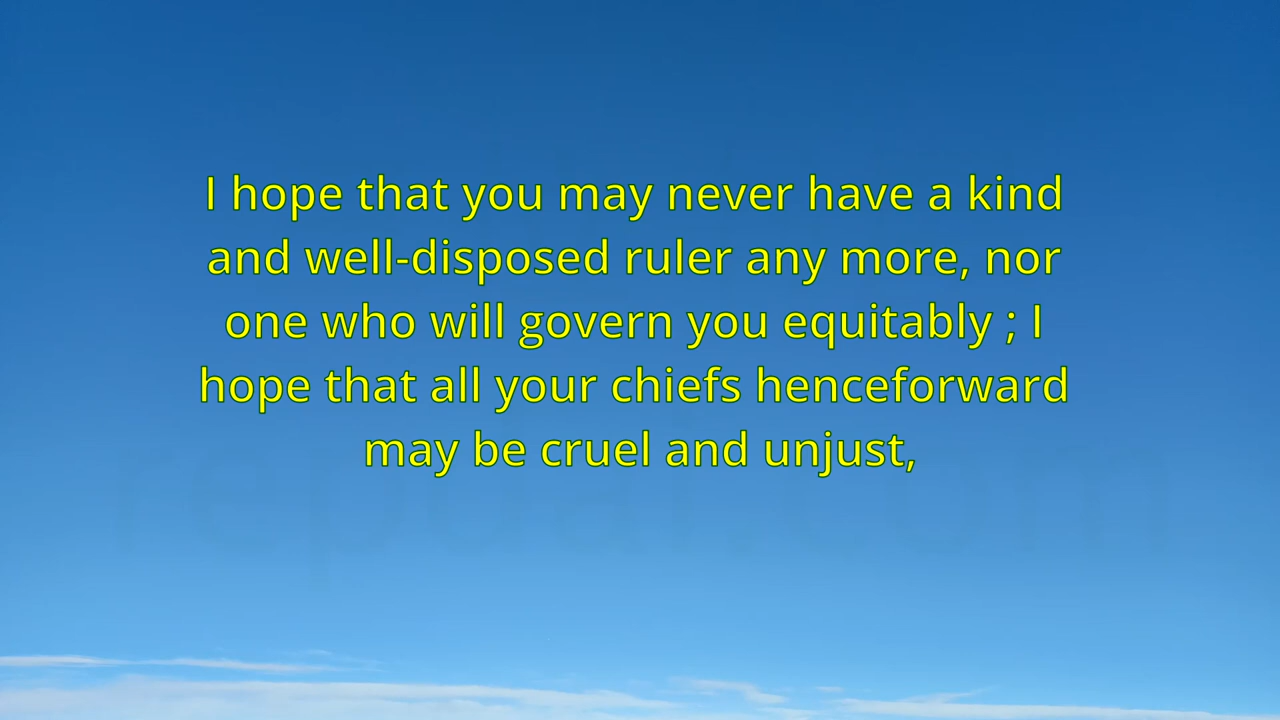 I hope that you may never have a kind
and well-disposed ruler any more, nor
one who will govern you equitably ; I
hope that all your chiefs henceforward
may be cruel and unjust,